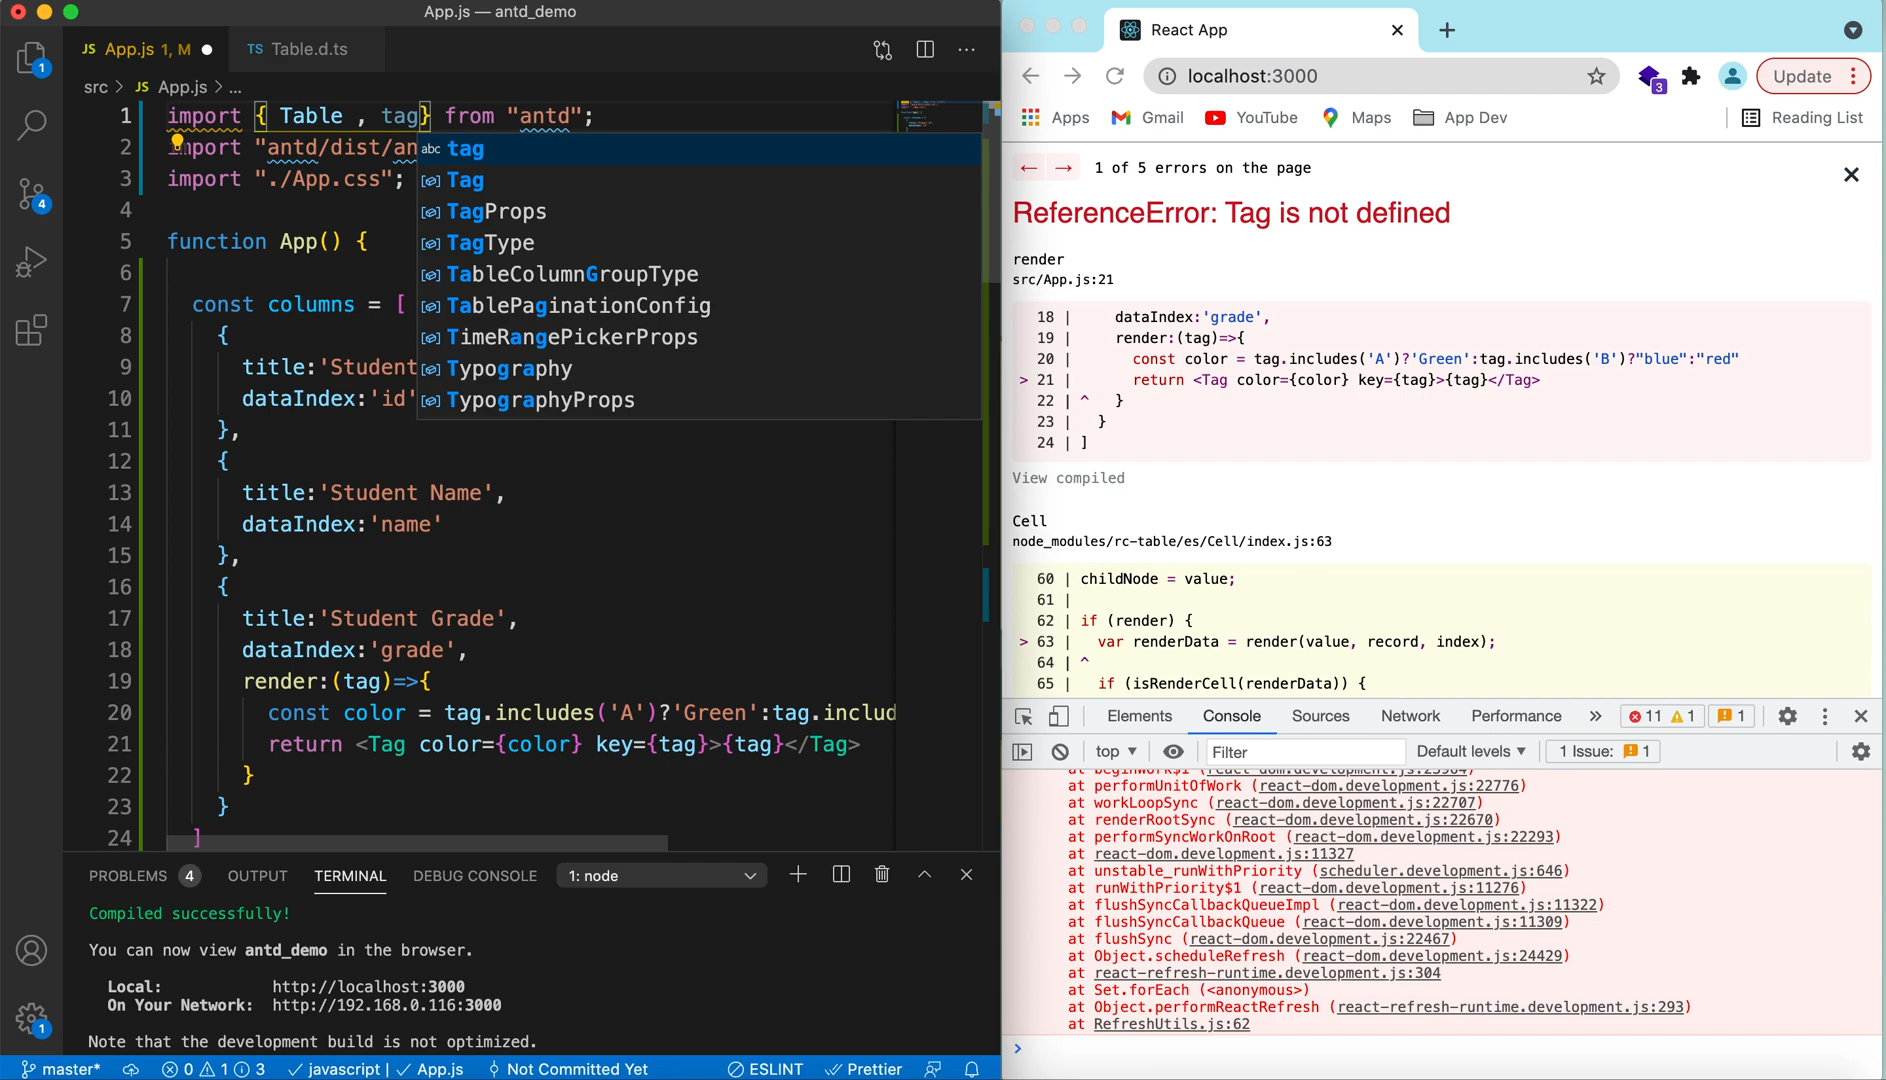 App.js — antd_demo
JS App.js 1, M
TS Table.d.ts
src > JS App.js > ...
1 import { Table , tag} from "antd";
2 import "antd/dist/an
3 import "./App.css";
4
5 function App() {
6
7 const columns = [
8 {
9 title:'Student
10 dataIndex:'id'
11 },
12 {
13 title:'Student Name',
14 dataIndex:'name'
15 },
16 {
17 title:'Student Grade',
18 dataIndex:'grade',
19 render:(tag)=>{
20 const color = tag.includes('A')?'Green':tag.includ
21 return <Tag color={color} key={tag}>{tag}</Tag>
22 }
23 }
24 ]
abc tag
Tag
TagProps
TagType
TableColumnGroupType
TablePaginationConfig
TimeRangePickerProps
Typography
TypographyProps
1
4
1
PROBLEMS 4 OUTPUT TERMINAL DEBUG CONSOLE 1: node
Compiled successfully!
You can now view antd_demo in the browser.
Local: http://localhost:3000
On Your Network: http://192.168.0.116:3000
Note that the development build is not optimized.
master* 0 1 3 javascript | App.js Not Committed Yet ESLINT Prettier
React App
localhost:3000
3
Update
Apps Gmail YouTube Maps App Dev Reading List
1 of 5 errors on the page
ReferenceError: Tag is not defined
render
src/App.js:21
18 | dataIndex:'grade',
19 | render:(tag)=>{
20 | const color = tag.includes('A')?'Green':tag.includes('B')?"blue":"red"
> 21 | return <Tag color={color} key={tag}>{tag}</Tag>
22 | ^ }
23 | }
24 | ]
View compiled
Cell
node_modules/rc-table/es/Cell/index.js:63
60 | childNode = value;
61 |
62 | if (render) {
> 63 | var renderData = render(value, record, index);
64 | ^
65 | if (isRenderCell(renderData)) {
Elements Console Sources Network Performance » 11 1 1
top Filter Default levels 1 Issue: 1
at beginWork$1 (react-dom.development.js:23964)
at performUnitOfWork (react-dom.development.js:22776)
at workLoopSync (react-dom.development.js:22707)
at renderRootSync (react-dom.development.js:22670)
at performSyncWorkOnRoot (react-dom.development.js:22293)
at react-dom.development.js:11327
at unstable_runWithPriority (scheduler.development.js:646)
at runWithPriority$1 (react-dom.development.js:11276)
at flushSyncCallbackQueueImpl (react-dom.development.js:11322)
at flushSyncCallbackQueue (react-dom.development.js:11309)
at flushSync (react-dom.development.js:22467)
at Object.scheduleRefresh (react-dom.development.js:24429)
at react-refresh-runtime.development.js:304
at Set.forEach (<anonymous>)
at Object.performReactRefresh (react-refresh-runtime.development.js:293)
at RefreshUtils.js:62
>